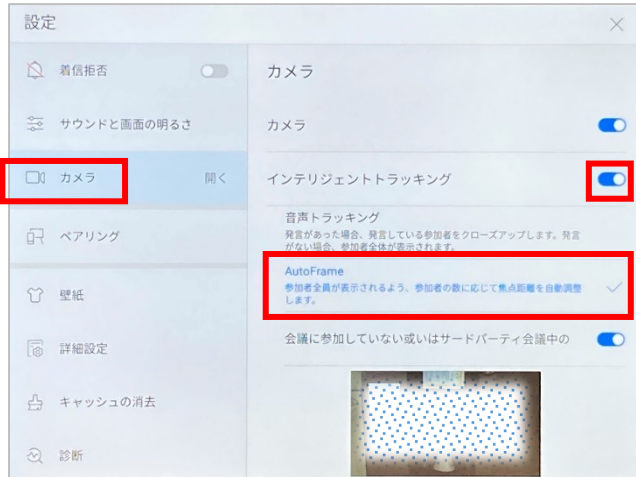 設定
着信拒否
サウンドと画面の明るさ
カメラ
開く
ペアリング
壁紙
詳細設定
キャッシュの消去
診断
カメラ
カメラ
インテリジェントトラッキング
音声トラッキング
発言があった場合、発言している参加者をクローズアップします。発言
がない場合、参加者全体が表示されます。
AutoFrame
参加者全員が表示されるよう、参加者の数に応じて焦点距離を自動調整
します。
会議に参加していない或いはサードパーティ会議中の